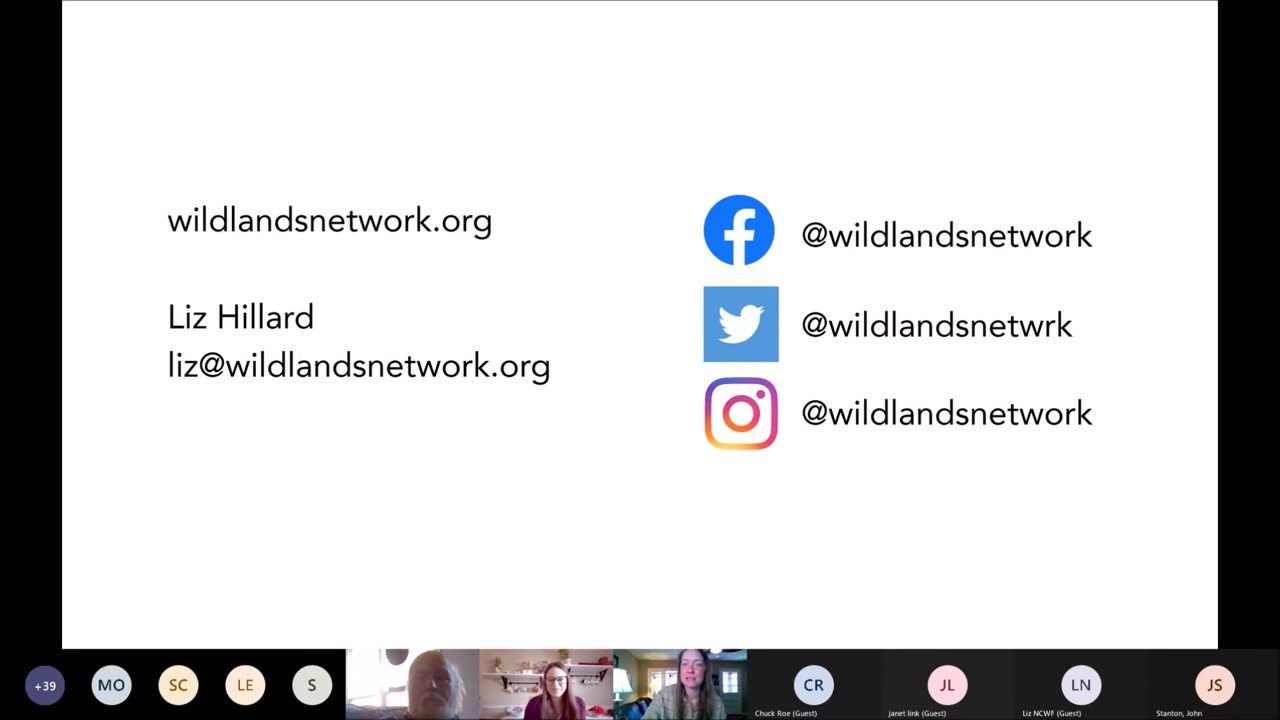 wildlandsnetwork.org
Liz Hillard
liz@wildlandsnetwork.org
@wildlandsnetwork
@wildlandsnetwrk
@wildlandsnetwork
+39
MO
SC
LE
S
CR
JL
LN
JS
Chuck Roe (Guest)
janet link (Guest)
Liz NCWF (Guest)
Stanton, John